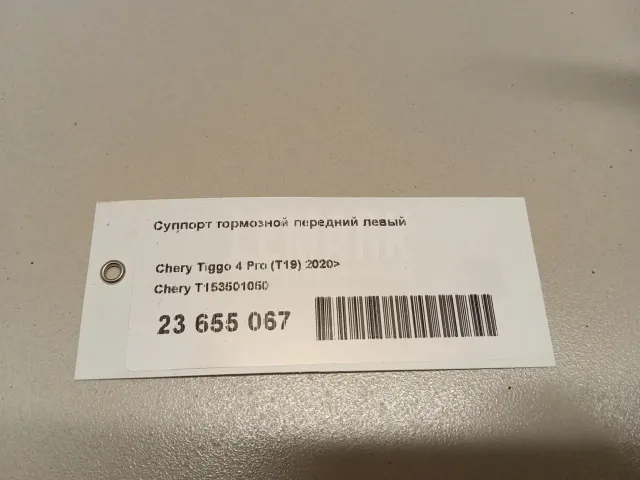 Суппорт тормозной передний левый
Chery Tiggo 4 Pro (T19) 2020>
Chery T153501050
23 655 067